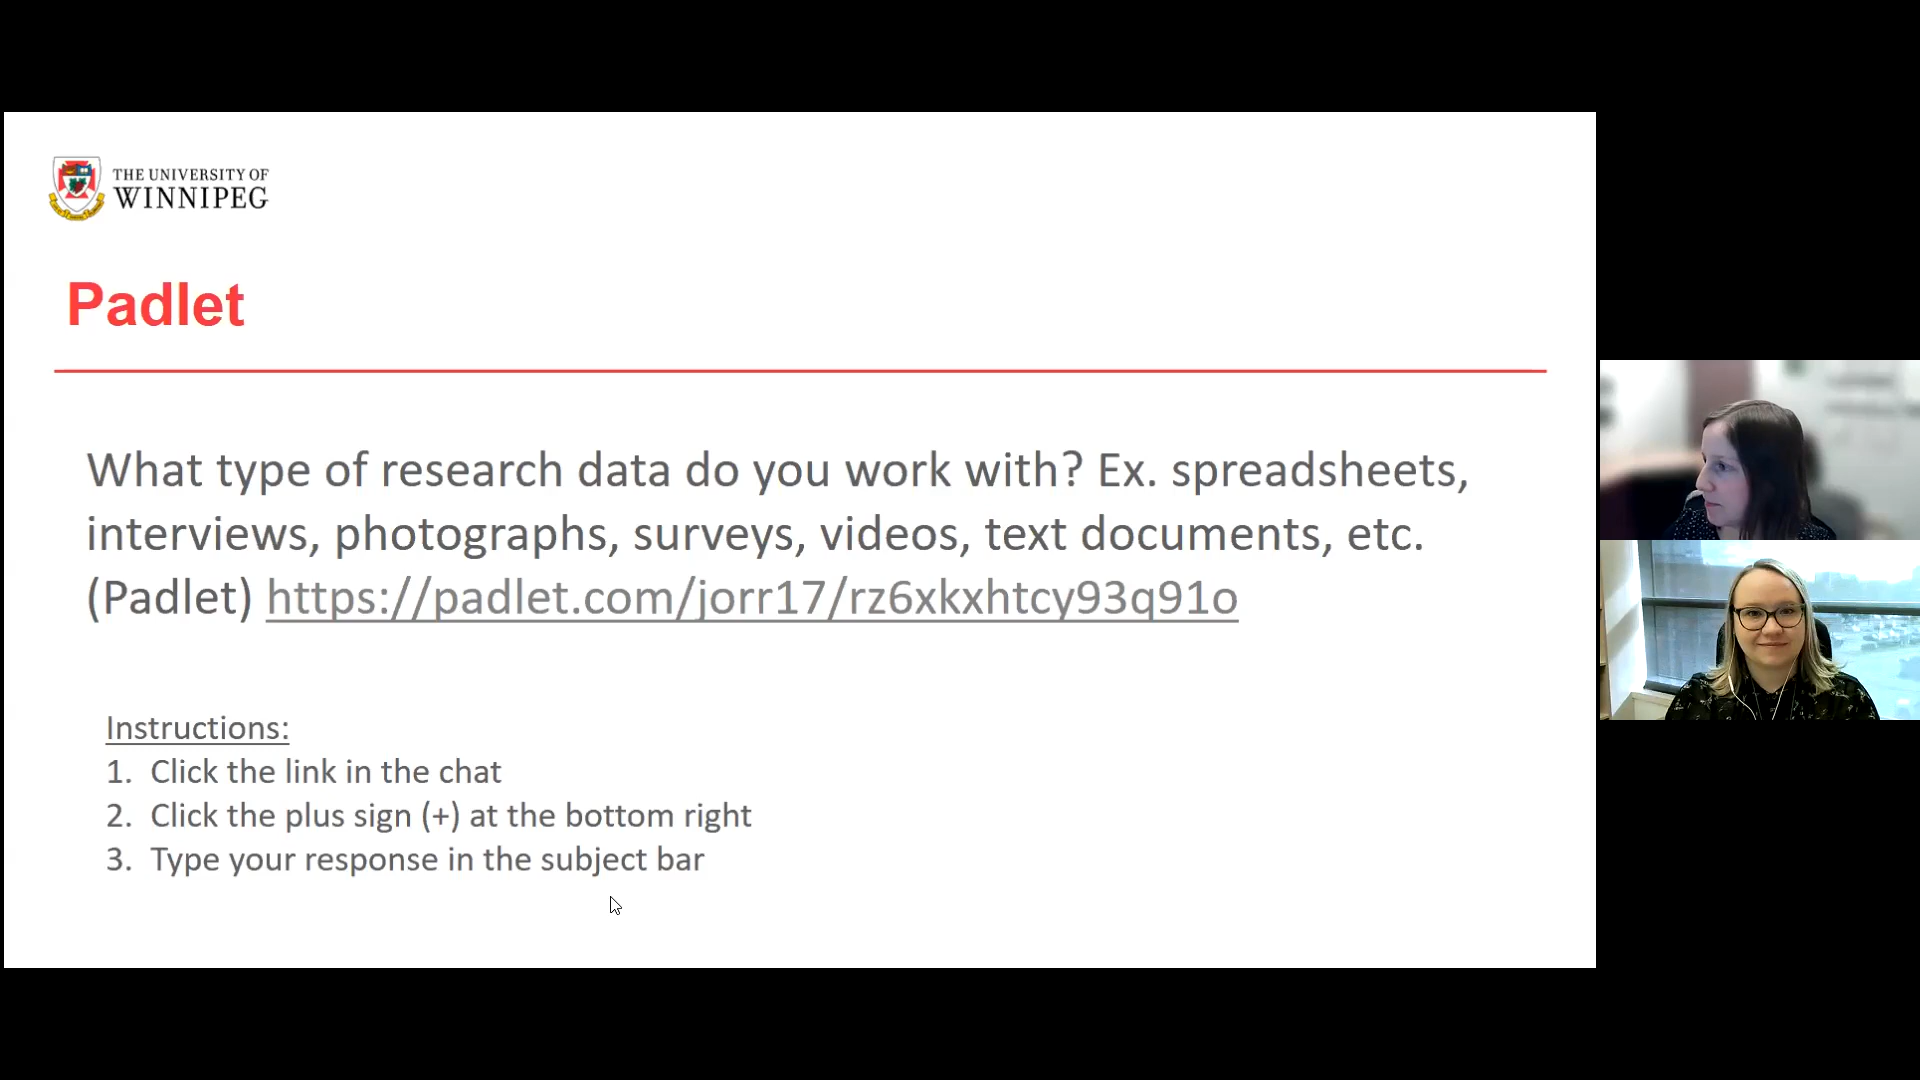 THE UNIVERSITY OF
WINNIPEG
Padlet
What type of research data do you work with? Ex. spreadsheets,
interviews, photographs, surveys, videos, text documents, etc.
(Padlet) https://padlet.com/jorr17/rz6xkxhtcy93q91o
Instructions:
1. Click the link in the chat
2. Click the plus sign (+) at the bottom right
3. Type your response in the subject bar